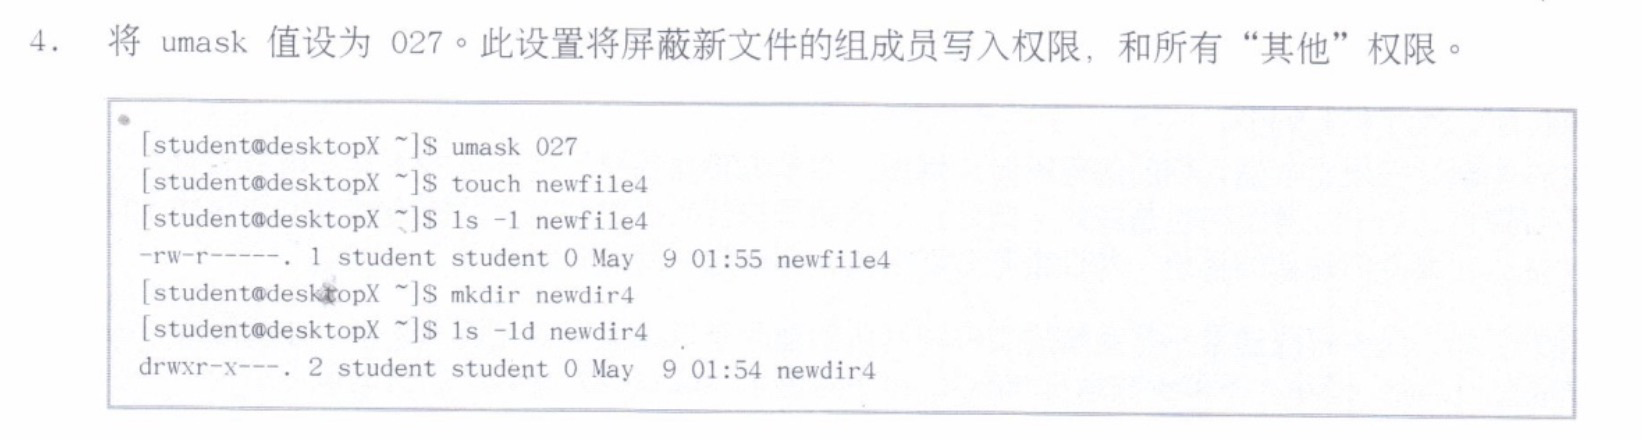 4. 将 umask 值设为 027。此设置将屏蔽新文件的组成员写入权限，和所有“其他”权限。
[student@desktopX ~]$ umask 027
[student@desktopX ~]$ touch newfile4
[student@desktopX ~]$ ls -l newfile4
-rw-r-----. 1 student student 0 May  9 01:55 newfile4
[student@desktopX ~]$ mkdir newdir4
[student@desktopX ~]$ ls -ld newdir4
drwxr-x---. 2 student student 0 May  9 01:54 newdir4